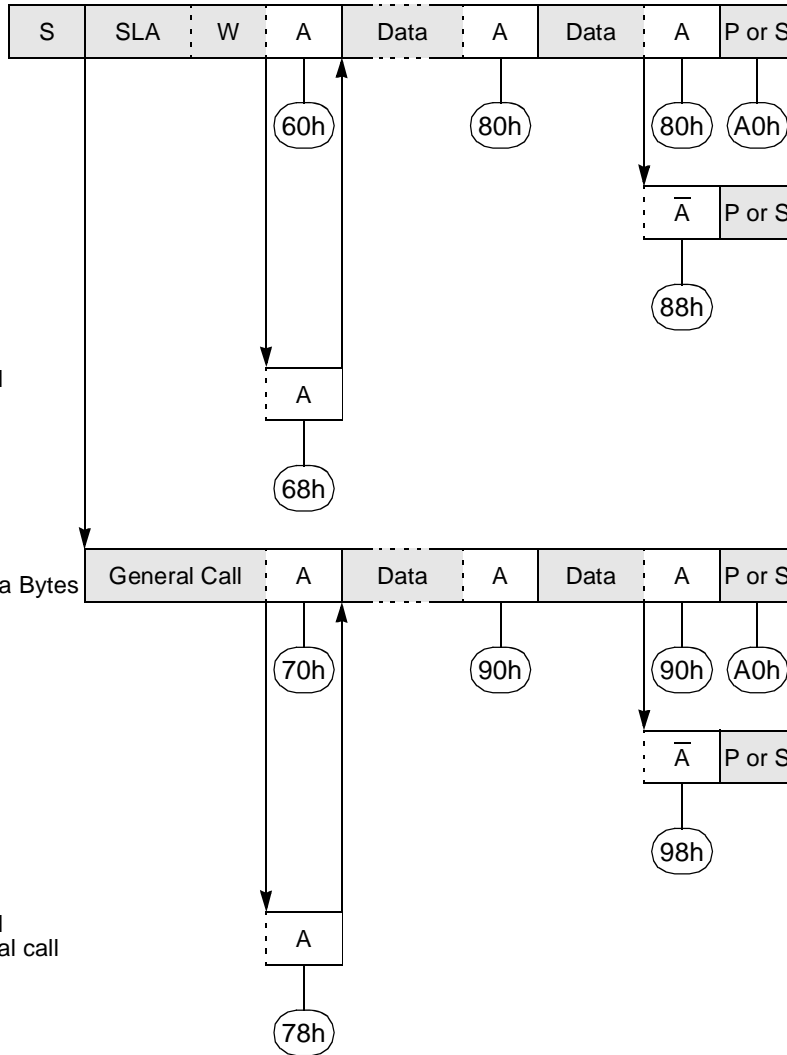 S SLA W A Data A Data A P or S
60h 80h 80h A0h
A P or S
88h
A
68h
a Bytes General Call A Data A Data A P or S
70h 90h 90h A0h
A P or S
98h
A
al call
78h